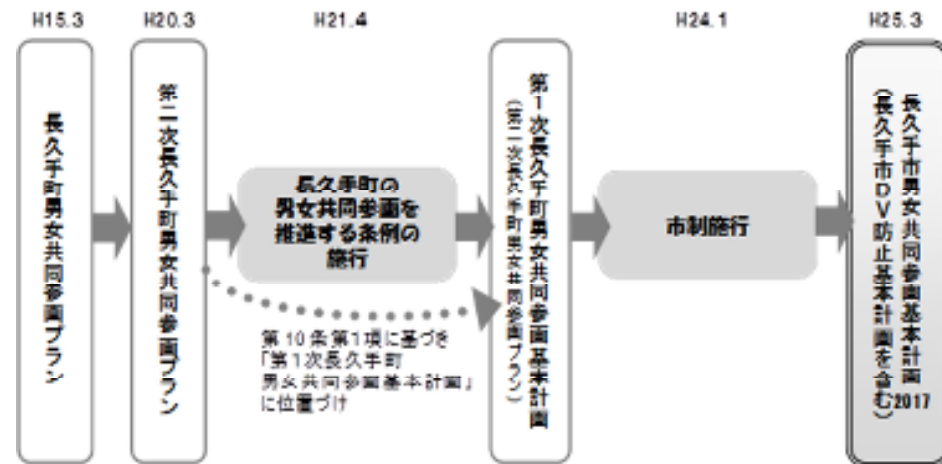 H15.3
H20.3
H21.4
H24.1
H25.3
長久手町男女共同参画プラン
第二次長久手町男女共同参画プラン
長久手町の
男女共同参画を
推進する条例の
施行
第10条第1項に基づき
「第1次長久手町
男女共同参画基本計画」
に位置づけ
第1次長久手町男女共同参画基本計画
(第二次長久手町男女共同参画プラン)
市制施行
長久手市男女共同参画基本計画2017
(長久手市DV防止基本計画を含む)